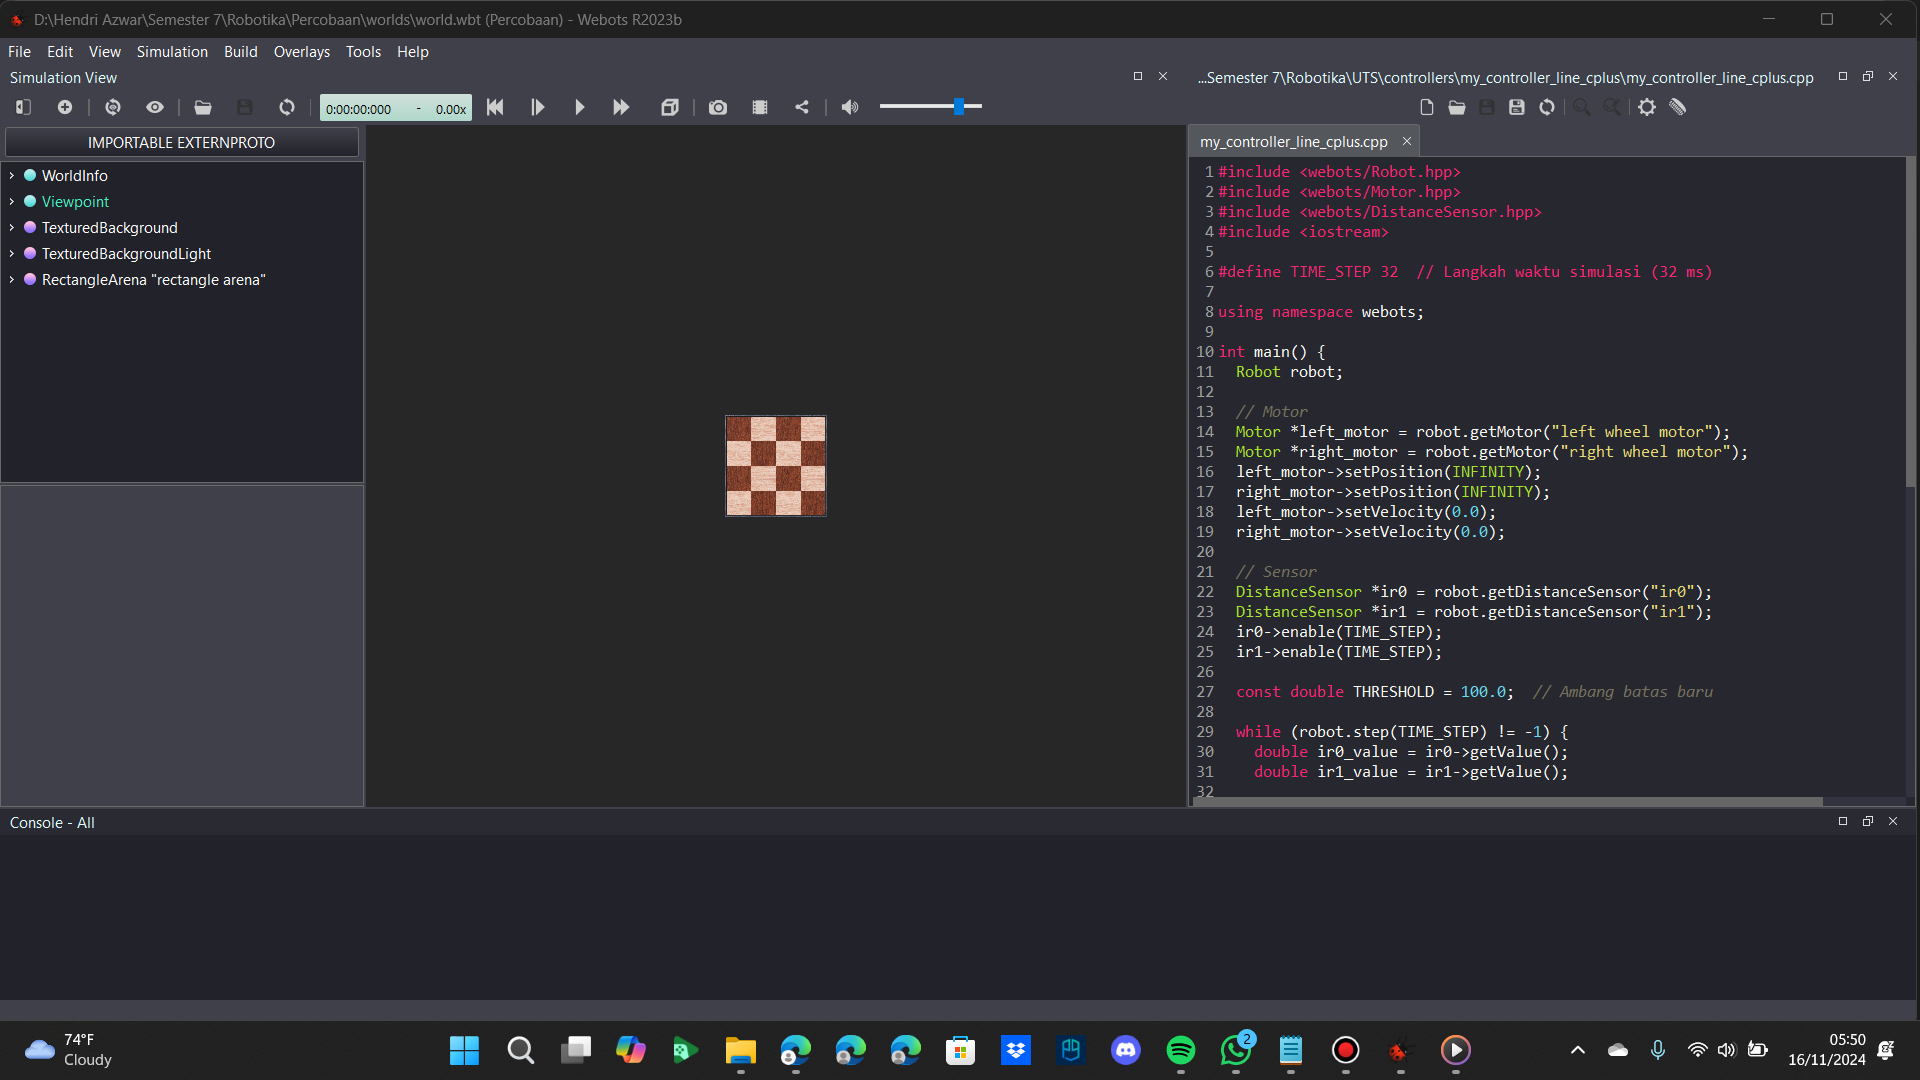 D:\Hendri Azwar\Semester 7\Robotika\Percobaan\worlds\world.wbt (Percobaan) - Webots R2023b
File Edit View Simulation Build Overlays Tools Help
Simulation View
0:00:00:000 - 0.00x
IMPORTABLE EXTERNPROTO
WorldInfo
Viewpoint
TexturedBackground
TexturedBackgroundLight
RectangleArena "rectangle arena"
...Semester 7\Robotika\UTS\controllers\my_controller_line_cplus\my_controller_line_cplus.cpp
my_controller_line_cplus.cpp
1 #include <webots/Robot.hpp>
2 #include <webots/Motor.hpp>
3 #include <webots/DistanceSensor.hpp>
4 #include <iostream>
5
6 #define TIME_STEP 32  // Langkah waktu simulasi (32 ms)
7
8 using namespace webots;
9
10 int main() {
11   Robot robot;
12
13   // Motor
14   Motor *left_motor = robot.getMotor("left wheel motor");
15   Motor *right_motor = robot.getMotor("right wheel motor");
16   left_motor->setPosition(INFINITY);
17   right_motor->setPosition(INFINITY);
18   left_motor->setVelocity(0.0);
19   right_motor->setVelocity(0.0);
20
21   // Sensor
22   DistanceSensor *ir0 = robot.getDistanceSensor("ir0");
23   DistanceSensor *ir1 = robot.getDistanceSensor("ir1");
24   ir0->enable(TIME_STEP);
25   ir1->enable(TIME_STEP);
26
27   const double THRESHOLD = 100.0;  // Ambang batas baru
28
29   while (robot.step(TIME_STEP) != -1) {
30     double ir0_value = ir0->getValue();
31     double ir1_value = ir1->getValue();
32
Console - All
74°F
Cloudy
2
05:50
16/11/2024